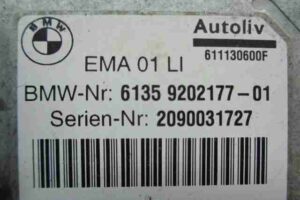 BMW
Autoliv
611130600F
EMA 01 LI
BMW-Nr: 6135 9202177-01
Serien-Nr: 2090031727